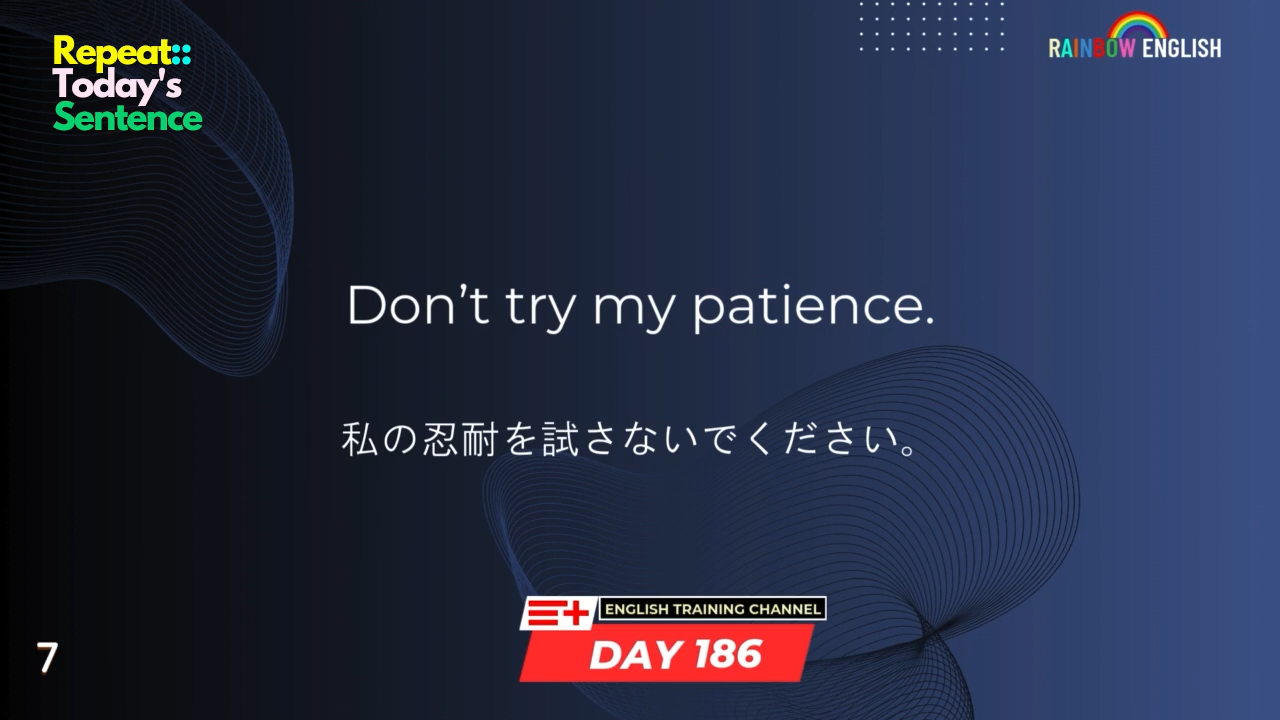 Repeat::
Today's
Sentence
RAINBOW ENGLISH
Don’t try my patience.
私の忍耐を試さないでください。
ENGLISH TRAINING CHANNEL
DAY 186
7